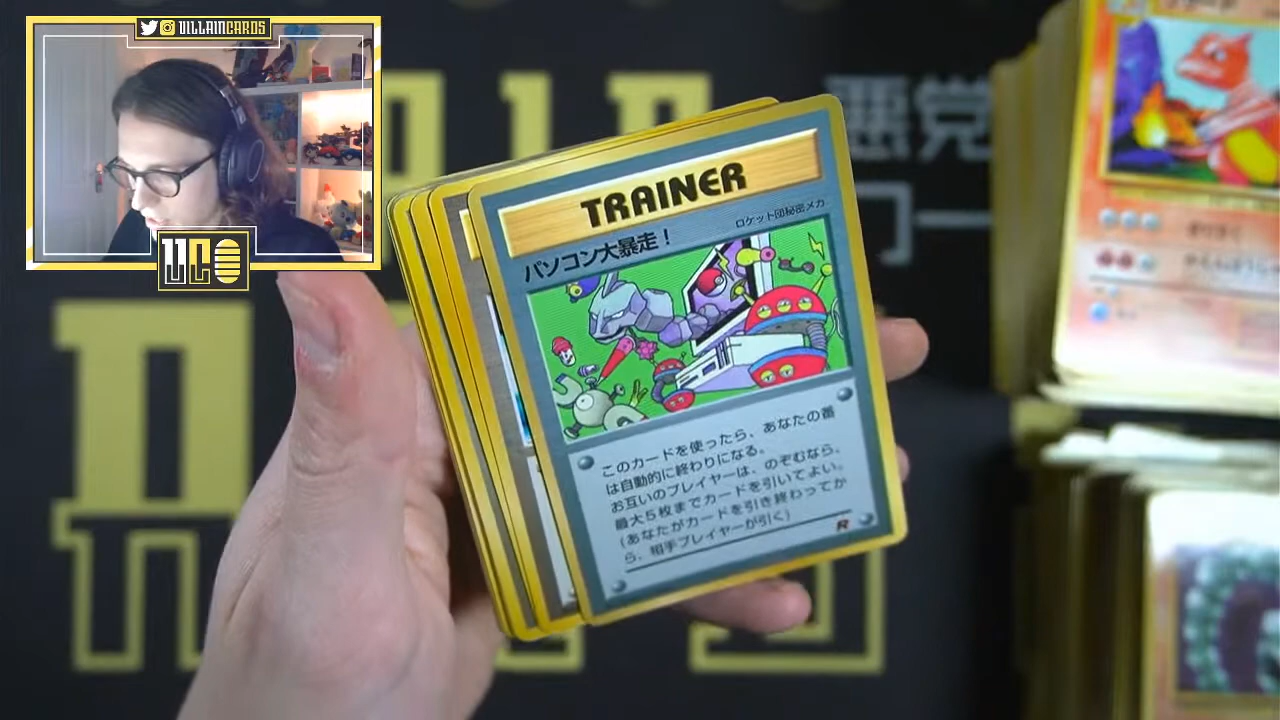 VILLAINCARDS
VC
悪党
TRAINER
ロケット団秘密メカ
パソコン大暴走!
このカードを使ったら、あなたの番
は自動的に終わりになる。
お互いのプレイヤーは、のぞむなら、
最大5枚までカードを引いてよい。
(あなたがカードを引き終わってか
ら、相手プレイヤーが引く)
R